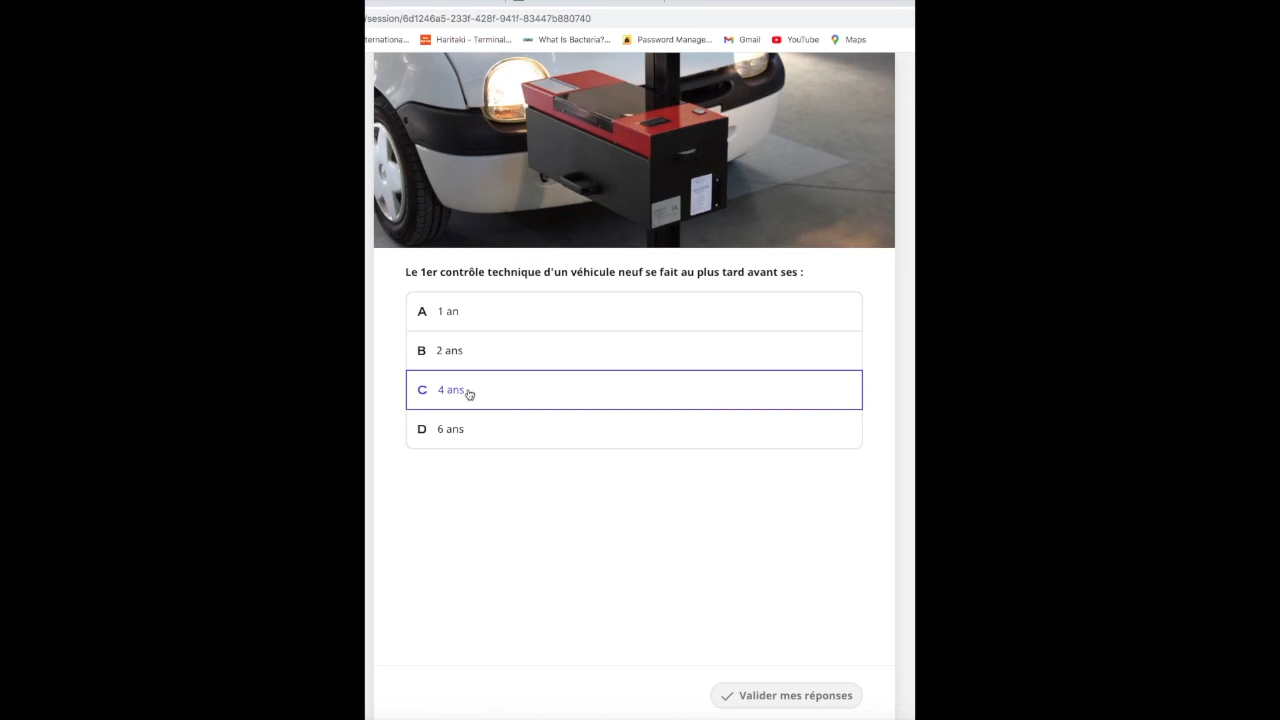 /session/6d1246a5-233f-428f-941f-83447b880740
ternationa... Haritaki - Terminal... What Is Bacteria?... Password Manage... Gmail YouTube Maps
Le 1er contrôle technique d'un véhicule neuf se fait au plus tard avant ses :
A 1 an
B 2 ans
C 4 ans
D 6 ans
Valider mes réponses